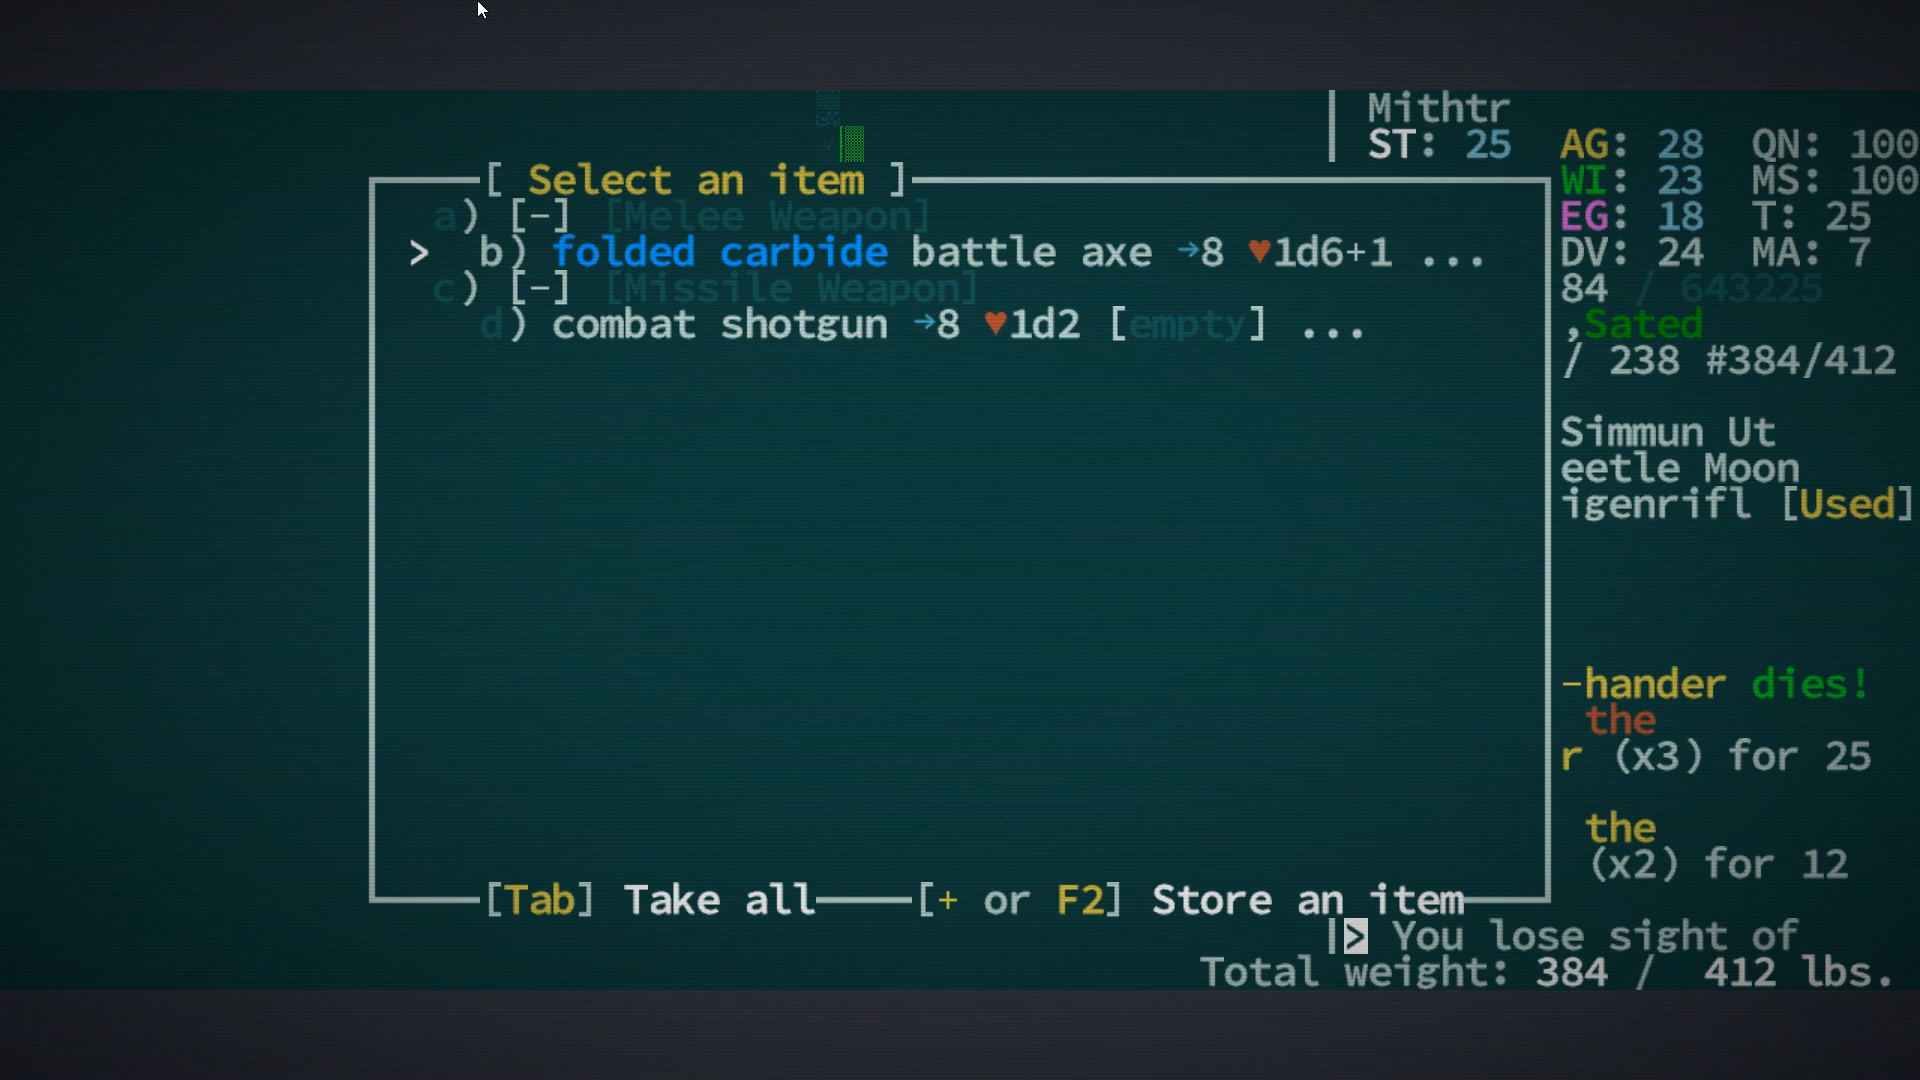 Mithtr
ST: 25 AG: 28 QN: 100
[ Select an item ]
WI: 23 MS: 100
a) [-] [Melee Weapon]
EG: 18 T: 25
> b) folded carbide battle axe →8 ♥1d6+1 ...
DV: 24 MA: 7
c) [-] [Missile Weapon]
84 / 643225
d) combat shotgun →8 ♥1d2 [empty] ...
,Sated
/ 238 #384/412
Simmun Ut
eetle Moon
igenrifl [Used]
-hander dies!
the
r (x3) for 25
the
(x2) for 12
[Tab] Take all [+ or F2] Store an item
> You lose sight of
Total weight: 384 / 412 lbs.